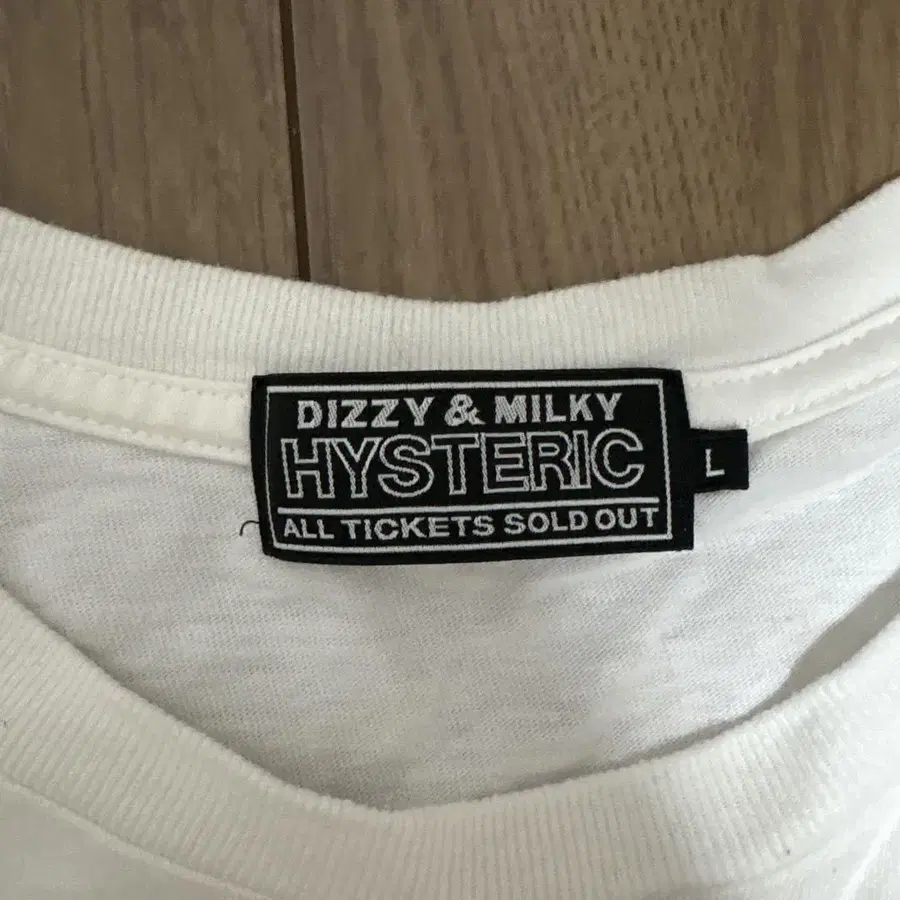 DIZZY & MILKY
HYSTERIC
ALL TICKETS SOLD OUT
L